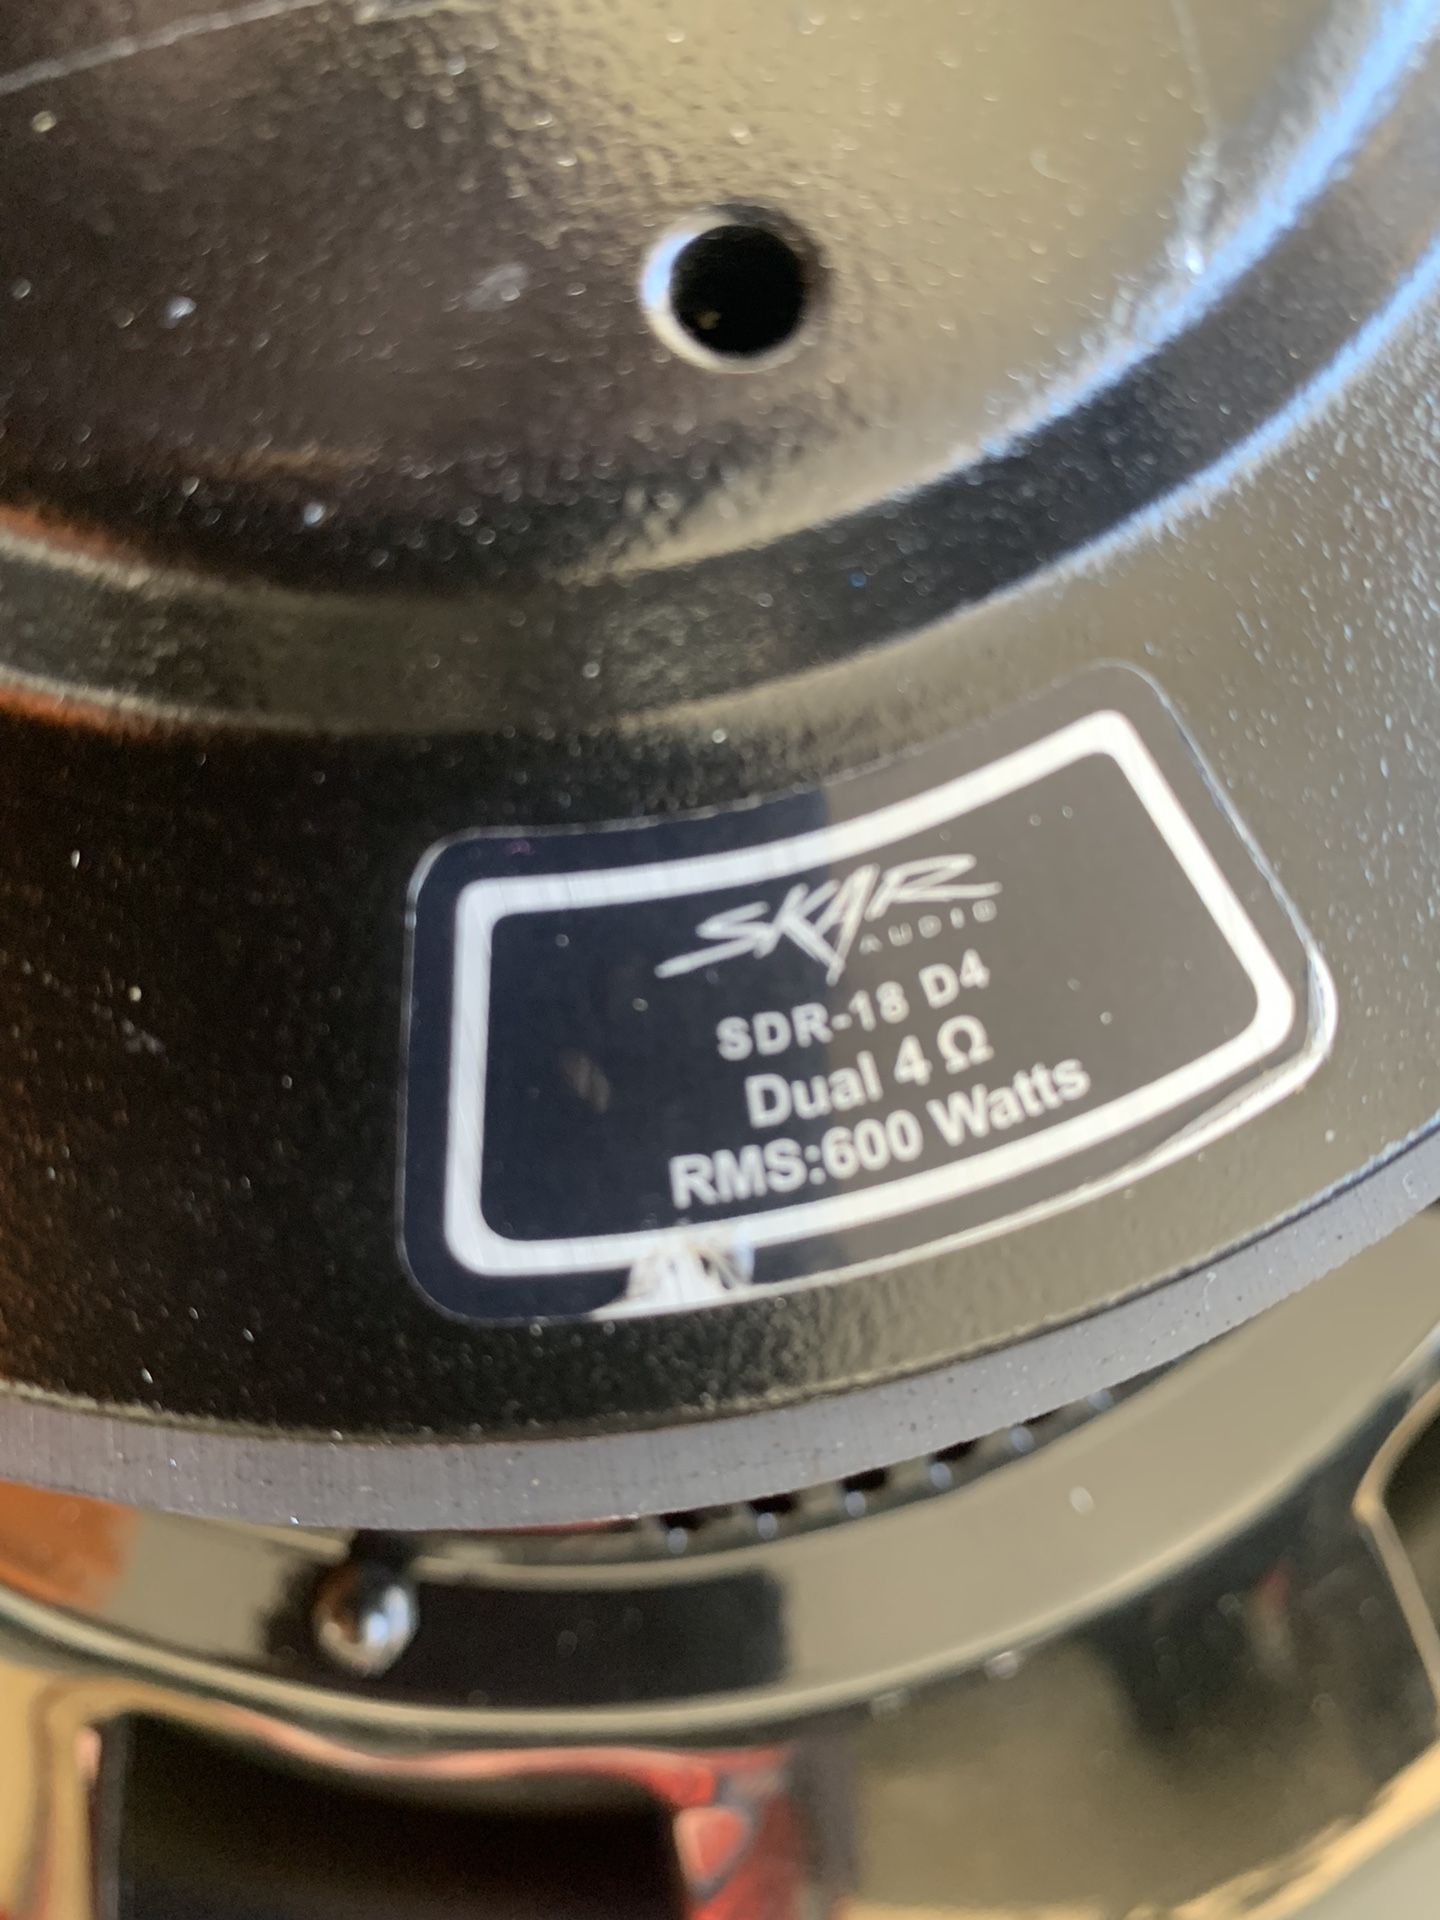 SKAR
AUDIO
SDR-18 D4
Dual 4 Ω
RMS:600 Watts